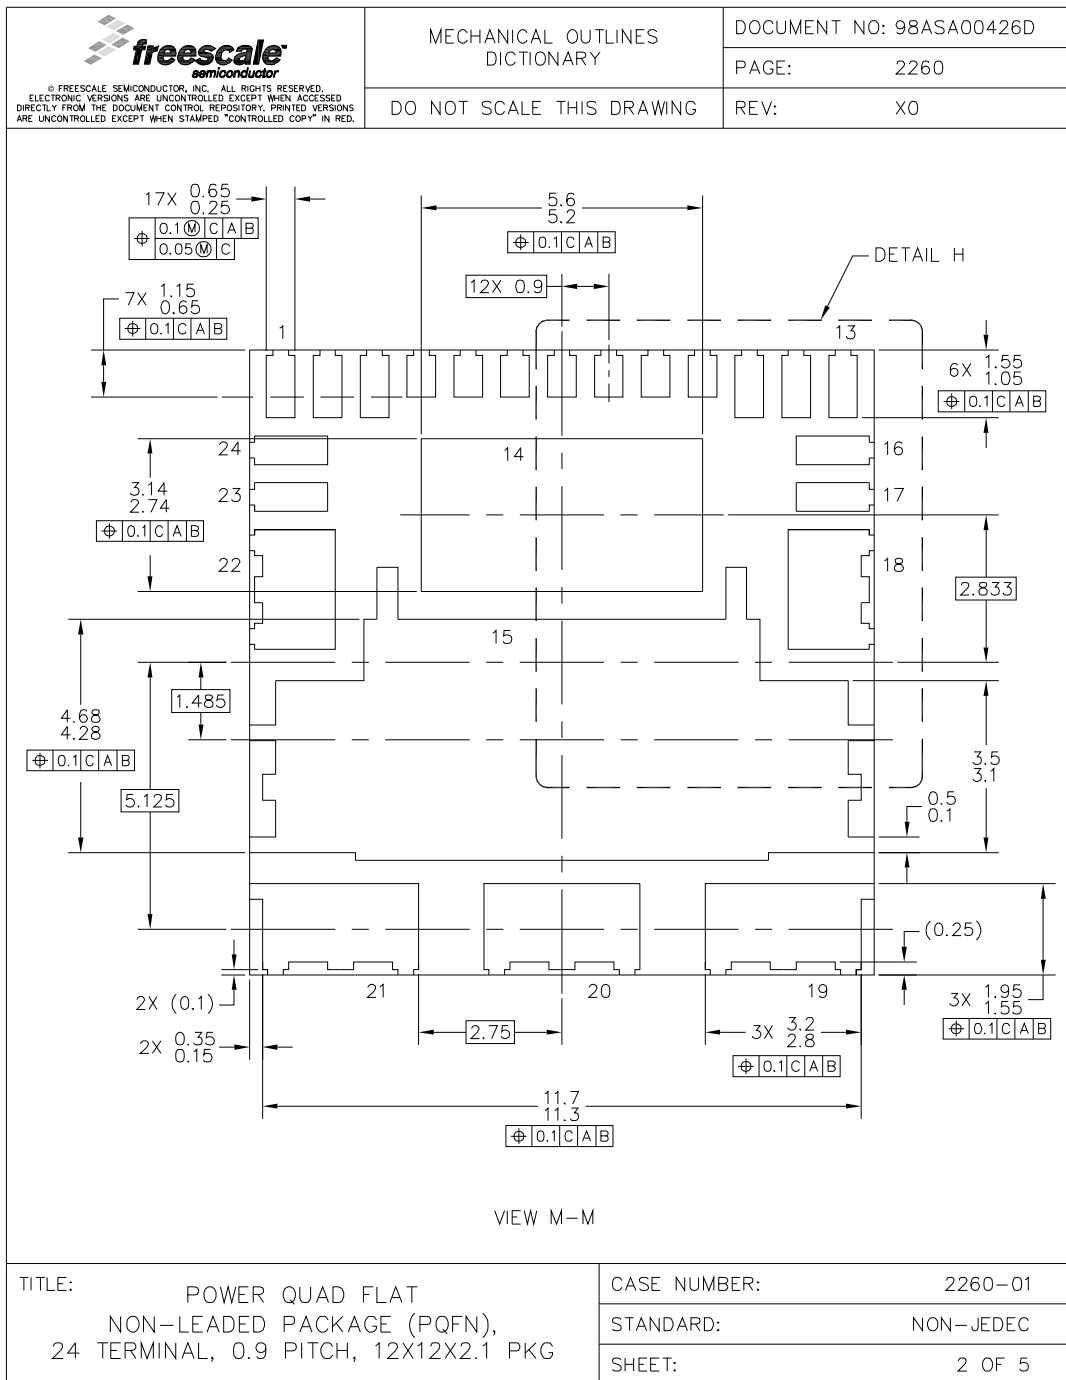 freescale
semiconductor
© FREESCALE SEMICONDUCTOR, INC. ALL RIGHTS RESERVED.
ELECTRONIC VERSIONS ARE UNCONTROLLED EXCEPT WHEN ACCESSED
DIRECTLY FROM THE DOCUMENT CONTROL REPOSITORY. PRINTED VERSIONS
ARE UNCONTROLLED EXCEPT WHEN STAMPED "CONTROLLED COPY" IN RED.
MECHANICAL OUTLINES
DICTIONARY
DO NOT SCALE THIS DRAWING
DOCUMENT NO: 98ASA00426D
PAGE: 2260
REV: X0
17X 0.65
0.25
⌖ 0.1Ⓜ C A B
0.05Ⓜ C
5.6
5.2
⌖ 0.1 C A B
DETAIL H
12X 0.9
7X 1.15
0.65
⌖ 0.1 C A B
1
13
6X 1.55
1.05
⌖ 0.1 C A B
24
14
16
3.14
2.74
⌖ 0.1 C A B
23
17
22
18
2.833
15
1.485
4.68
4.28
⌖ 0.1 C A B
3.5
3.1
5.125
0.5
0.1
(0.25)
2X (0.1)
21
20
19
3X 1.95
1.55
⌖ 0.1 C A B
2X 0.35
0.15
2.75
3X 3.2
2.8
⌖ 0.1 C A B
11.7
11.3
⌖ 0.1 C A B
VIEW M-M
TITLE:
POWER QUAD FLAT
NON-LEADED PACKAGE (PQFN),
24 TERMINAL, 0.9 PITCH, 12X12X2.1 PKG
CASE NUMBER: 2260-01
STANDARD: NON-JEDEC
SHEET: 2 OF 5